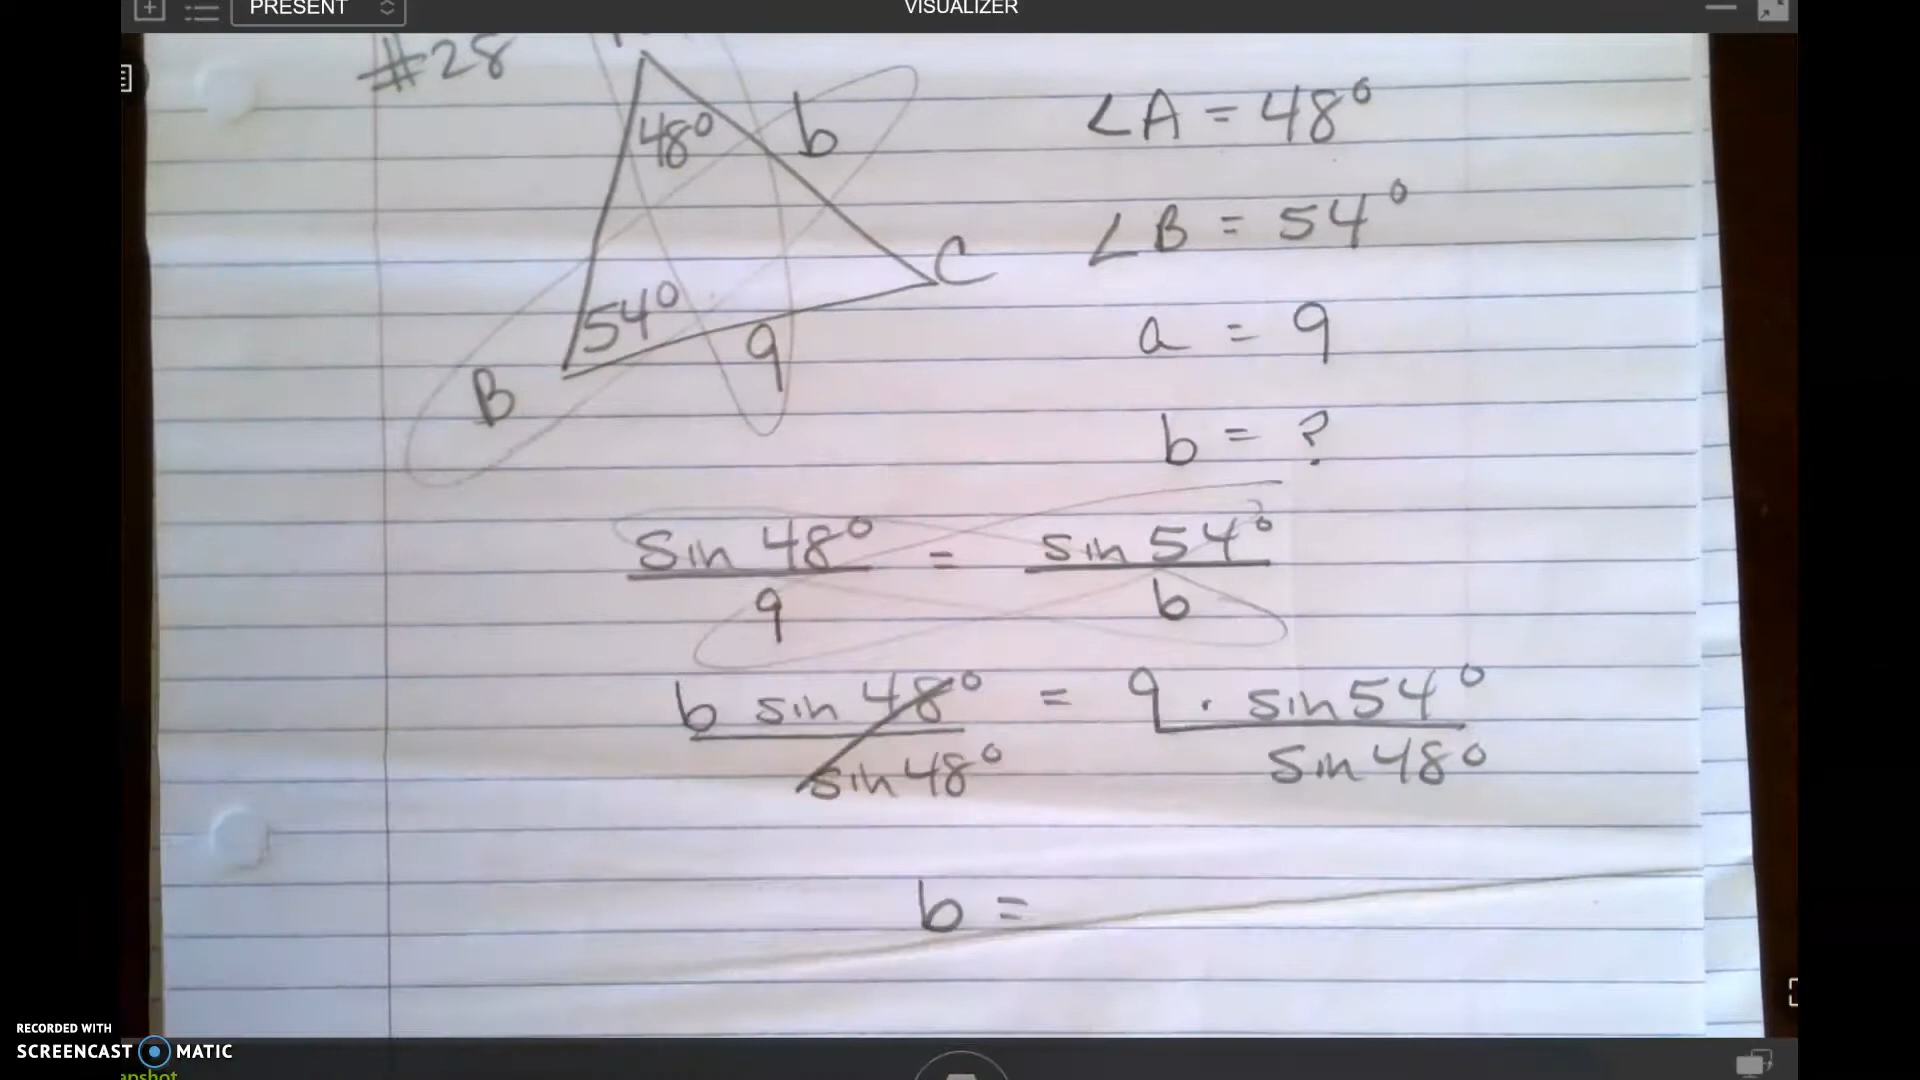 PRESENT
VISUALIZER
#28
48°
b
C
54°
9
B
∠A = 48°
∠B = 54°
a = 9
b = ?
sin 48° = sin 54°
9 b
b sin 48° = 9 · sin 54°
sin 48° sin 48°
b =
RECORDED WITH
SCREENCAST MATIC
apshot